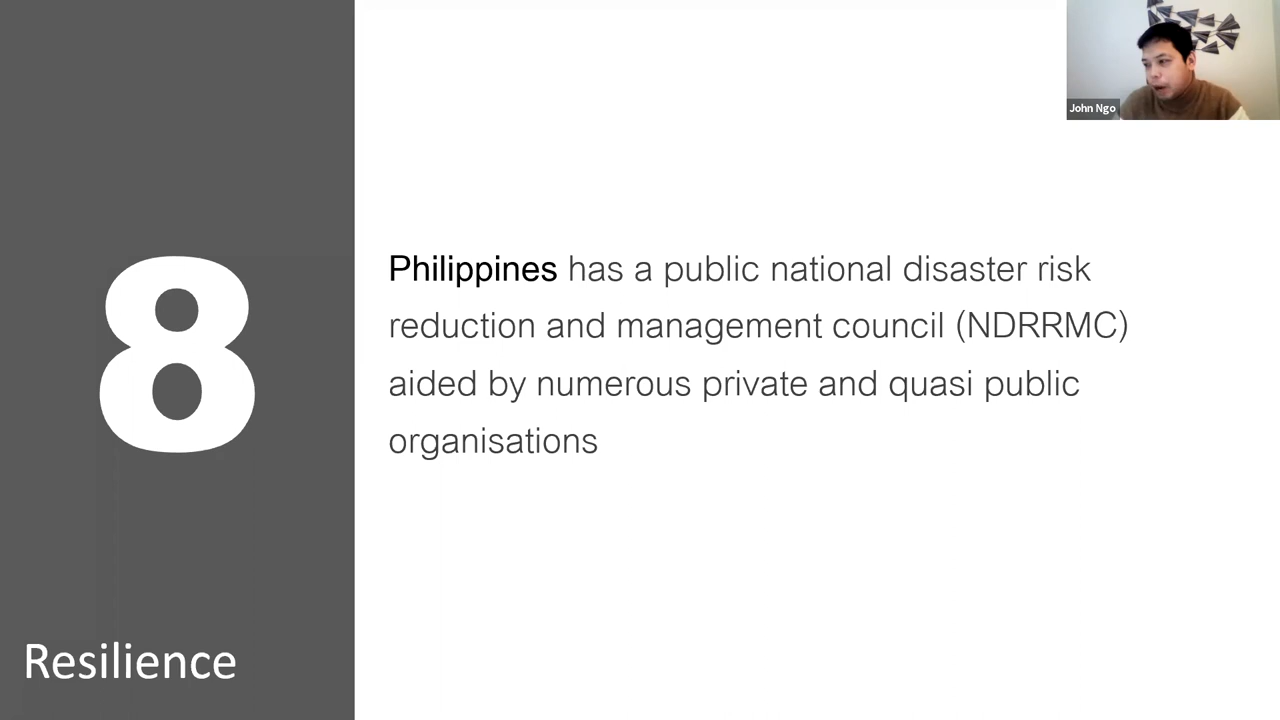 8
Resilience
Philippines has a public national disaster risk
reduction and management council (NDRRMC)
aided by numerous private and quasi public
organisations
John Ngo